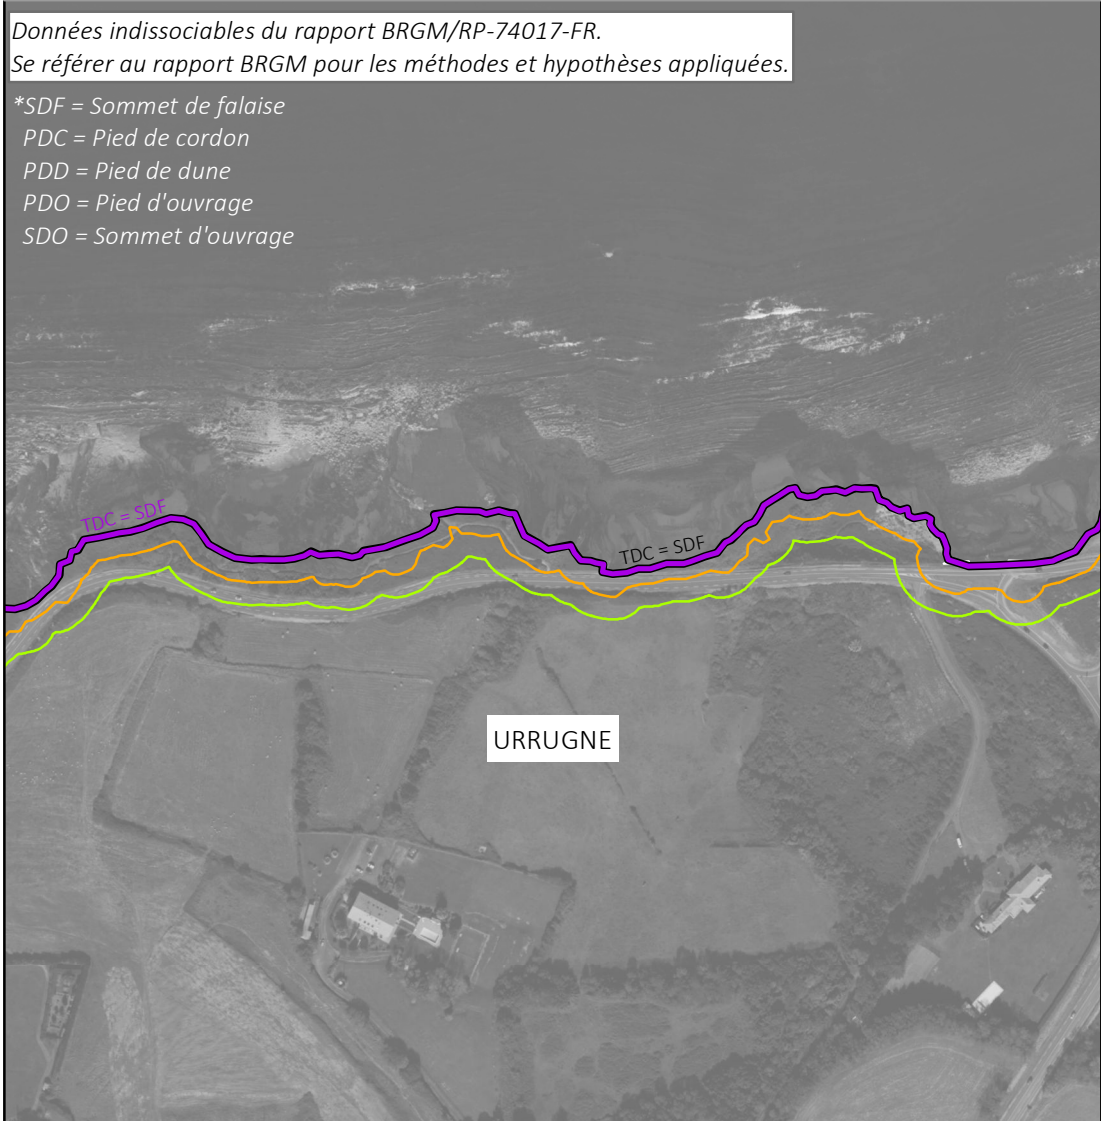 Données indissociables du rapport BRGM/RP-74017-FR.
Se référer au rapport BRGM pour les méthodes et hypothèses appliquées.
*SDF = Sommet de falaise
PDC = Pied de cordon
PDD = Pied de dune
PDO = Pied d'ouvrage
SDO = Sommet d'ouvrage
TDC = SDF
TDC = SDF
URRUGNE